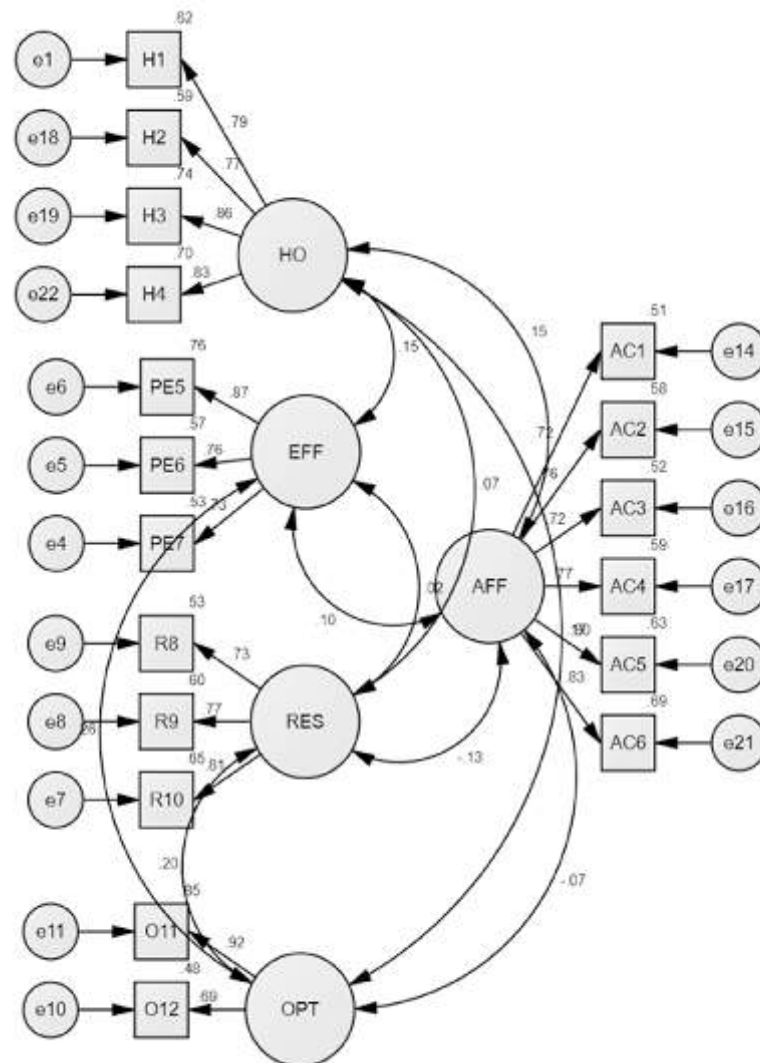 .62
e1 H1
.59
.79
e18 H2
.77
.74
e19 H3
.86
HO
.70
e22 H4
.83
.51
.15
.15
AC1 e14
.76
e6 PE5
.87
.58
.72
AC2 e15
.57
EFF
e5 PE6
.76
.76
.07
.52
.53
.73
.72
AC3 e16
e4 PE7
.59
.77
AFF
AC4 e17
.02
.10
.53
.63
e9 R8
.73
AC5 e20
.60
.83
.69
e8 R9
.77
RES
.26
AC6 e21
-.13
.65
.81
e7 R10
.20
-.07
.85
e11 O11
.92
.48
e10 O12
.69
OPT